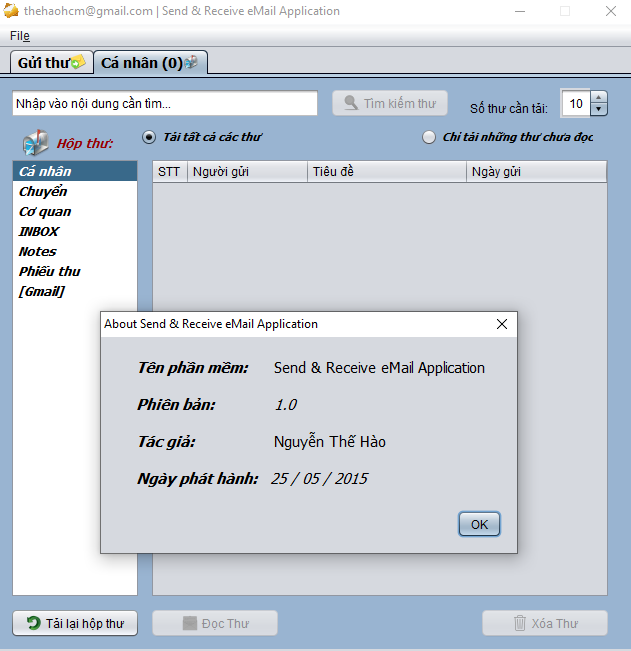 thehaohcm@gmail.com | Send & Receive eMail Application
File
Gửi thư
Cá nhân (0)
Nhập vào nội dung cần tìm...
Tìm kiếm thư
Số thư cần tải:
10
Hộp thư:
Tải tất cả các thư
Chỉ tải những thư chưa đọc
Cá nhân
Chuyển
Cơ quan
INBOX
Notes
Phiếu thu
[Gmail]
STT
Người gửi
Tiêu đề
Ngày gửi
About Send & Receive eMail Application
Tên phần mềm: Send & Receive eMail Application
Phiên bản: 1.0
Tác giả: Nguyễn Thế Hào
Ngày phát hành: 25 / 05 / 2015
OK
Tải lại hộp thư
Đọc Thư
Xóa Thư